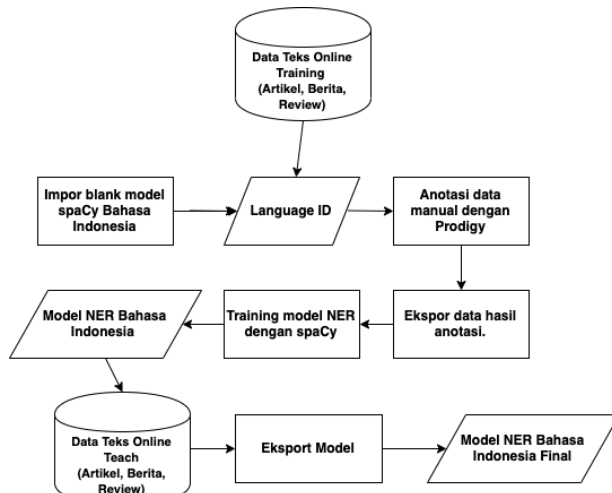 Data Teks Online
Training
(Artikel, Berita,
Review)
Impor blank model
spaCy Bahasa
Indonesia
Language ID
Anotasi data
manual dengan
Prodigy
Model NER Bahasa
Indonesia
Training model NER
dengan spaCy
Ekspor data hasil
anotasi.
Data Teks Online
Teach
(Artikel, Berita,
Review)
Eksport Model
Model NER Bahasa
Indonesia Final